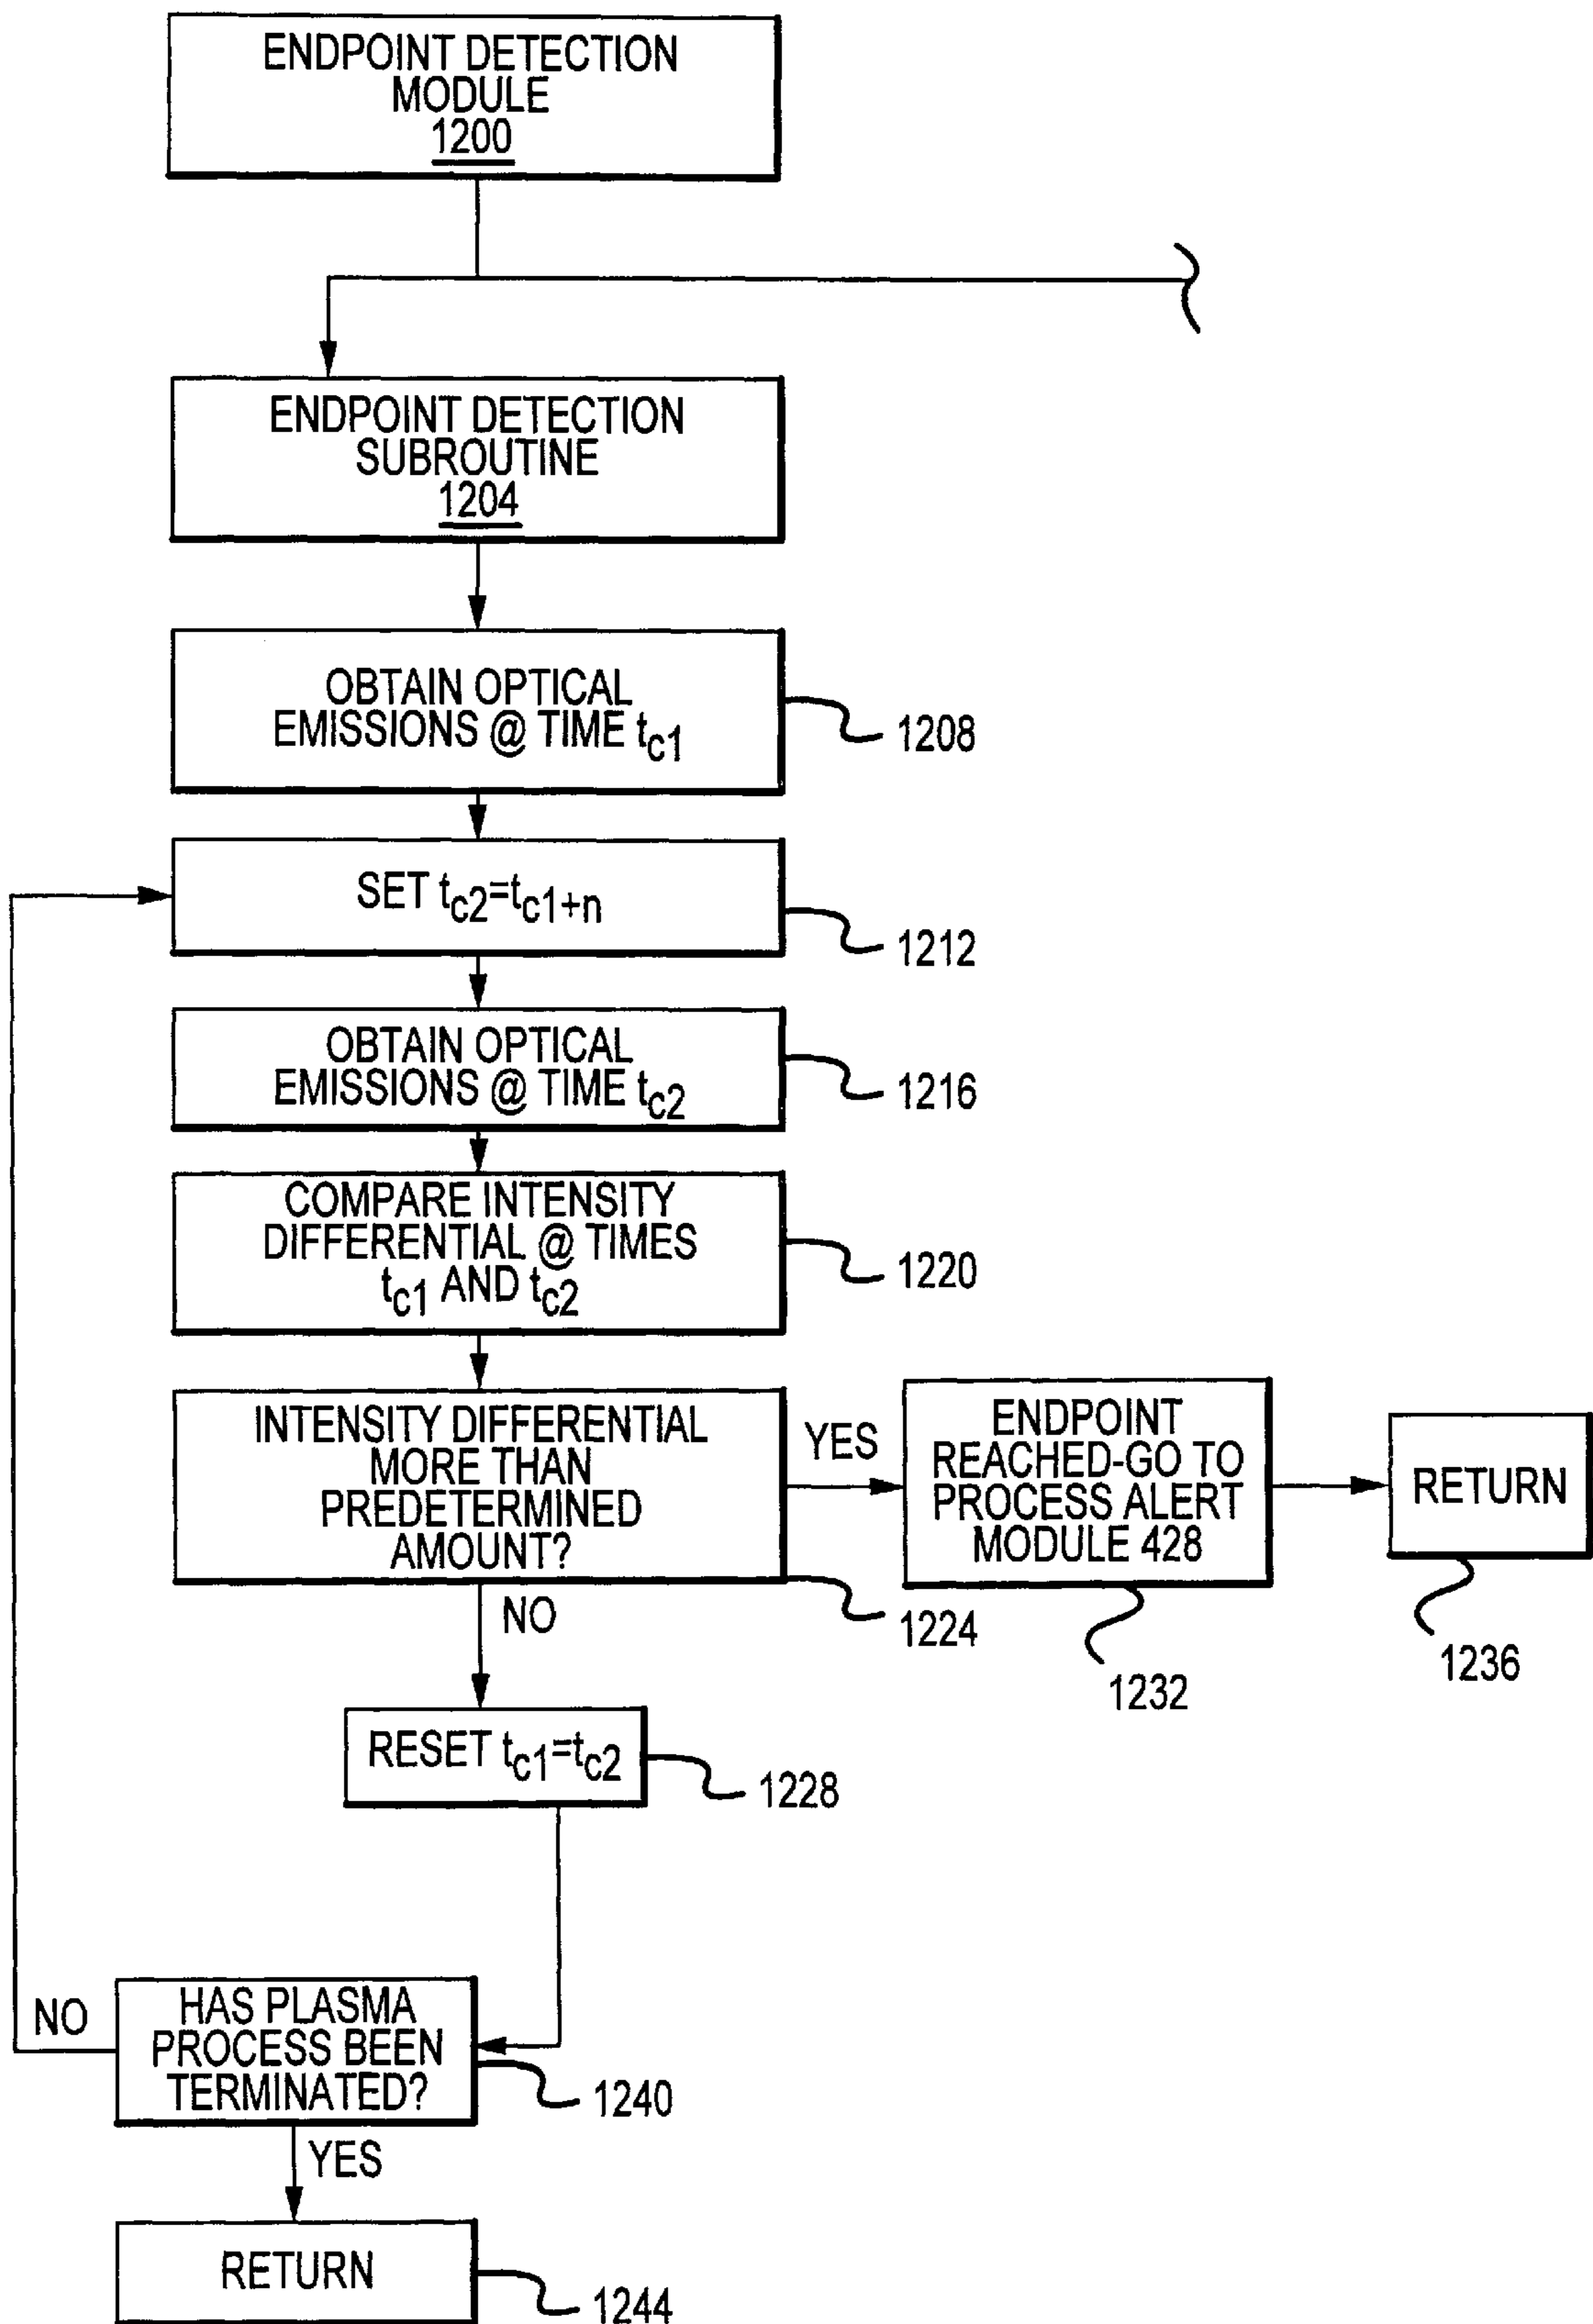 ENDPOINT DETECTION
MODULE
1200
ENDPOINT DETECTION
SUBROUTINE
1204
OBTAIN OPTICAL
EMISSIONS @ TIME tc1
1208
SET tc2=tc1+n
1212
OBTAIN OPTICAL
EMISSIONS @ TIME tc2
1216
COMPARE INTENSITY
DIFFERENTIAL @ TIMES
tc1 AND tc2
1220
INTENSITY DIFFERENTIAL
MORE THAN
PREDETERMINED
AMOUNT?
1224
YES
ENDPOINT
REACHED-GO TO
PROCESS ALERT
MODULE 428
1232
RETURN
1236
NO
RESET tc1=tc2
1228
HAS PLASMA
PROCESS BEEN
TERMINATED?
1240
NO
YES
RETURN
1244